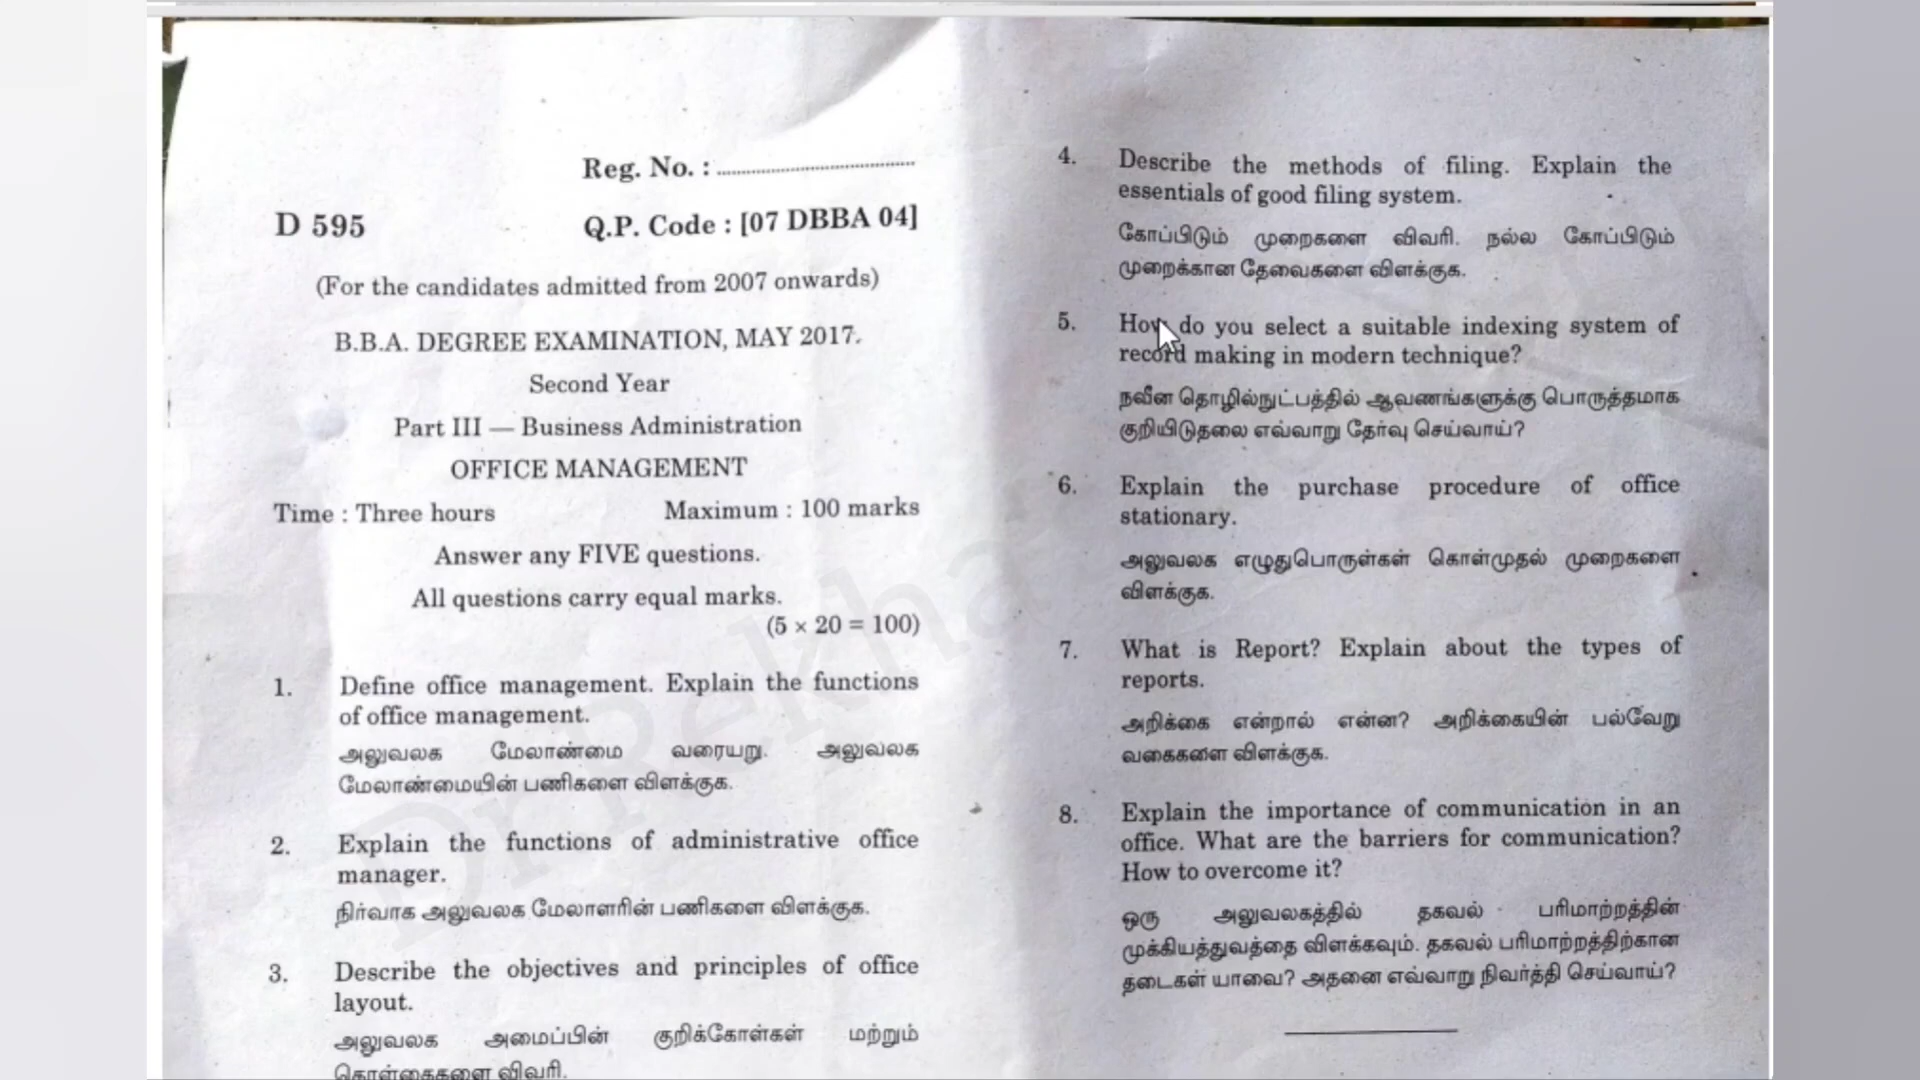 Reg. No. : ........................................
D 595 Q.P. Code : [07 DBBA 04]
(For the candidates admitted from 2007 onwards)
B.B.A. DEGREE EXAMINATION, MAY 2017.
Second Year
Part III — Business Administration
OFFICE MANAGEMENT
Time : Three hours Maximum : 100 marks
Answer any FIVE questions.
All questions carry equal marks.
(5 × 20 = 100)
1. Define office management. Explain the functions
of office management.
அலுவலக மேலாண்மை வரையறு. அலுவலக
மேலாண்மையின் பணிகளை விளக்குக.
2. Explain the functions of administrative office
manager.
நிர்வாக அலுவலக மேலாளரின் பணிகளை விளக்குக.
3. Describe the objectives and principles of office
layout.
அலுவலக அமைப்பின் குறிக்கோள்கள் மற்றும்
கொள்கைகளை விவரி.
4. Describe the methods of filing. Explain the
essentials of good filing system.
கோப்பிடும் முறைகளை விவரி. நல்ல கோப்பிடும்
முறைக்கான தேவைகளை விளக்குக.
5. How do you select a suitable indexing system of
record making in modern technique?
நவீன தொழில்நுட்பத்தில் ஆவணங்களுக்கு பொருத்தமாக
குறியிடுதலை எவ்வாறு தேர்வு செய்வாய்?
6. Explain the purchase procedure of office
stationary.
அலுவலக எழுதுபொருள்கள் கொள்முதல் முறைகளை
விளக்குக.
7. What is Report? Explain about the types of
reports.
அறிக்கை என்றால் என்ன? அறிக்கையின் பல்வேறு
வகைகளை விளக்குக.
8. Explain the importance of communication in an
office. What are the barriers for communication?
How to overcome it?
ஒரு அலுவலகத்தில் தகவல் பரிமாற்றத்தின்
முக்கியத்துவத்தை விளக்கவும். தகவல் பரிமாற்றத்திற்கான
தடைகள் யாவை? அதனை எவ்வாறு நிவர்த்தி செய்வாய்?
Dr Rekha